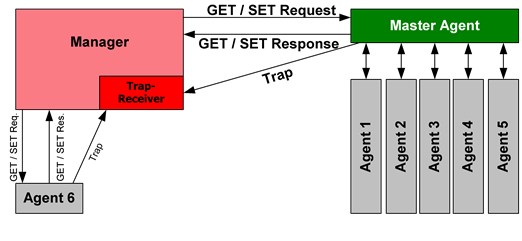 GET / SET Request
Manager
Master Agent
GET / SET Response
Trap
Trap-
Receiver
GET / SET Req.
GET / SET Res.
Trap
Agent 1
Agent 2
Agent 3
Agent 4
Agent 5
Agent 6